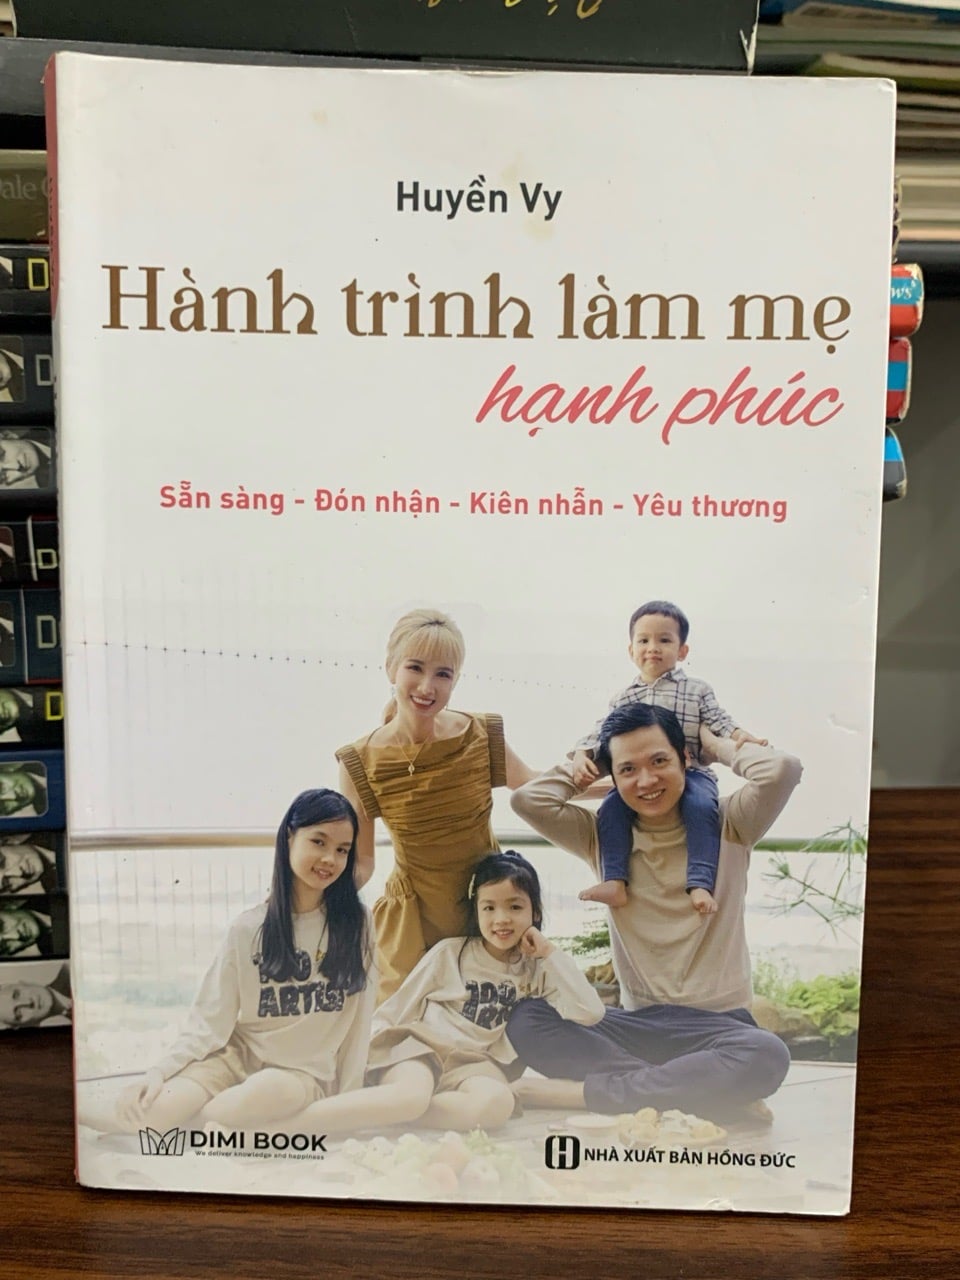 Huyền Vy
Hành trình làm mẹ
hạnh phúc
Sẵn sàng - Đón nhận - Kiên nhẫn - Yêu thương
ARTIST
DIMI BOOK
We deliver knowledge and happiness
NHÀ XUẤT BẢN HỒNG ĐỨC